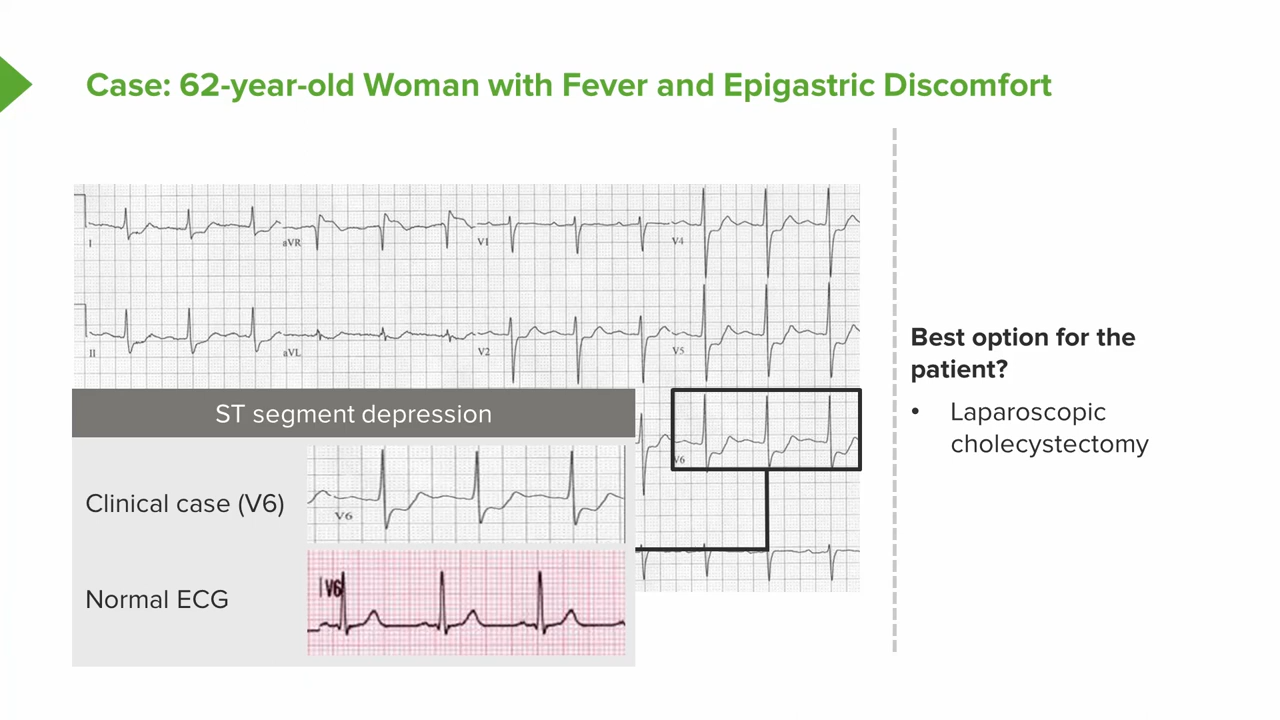 Case: 62-year-old Woman with Fever and Epigastric Discomfort
I
aVR
V1
V4
II
aVL
V2
V5
V6
ST segment depression
Clinical case (V6)
V6
Normal ECG
V6
Best option for the
patient?
• Laparoscopic
cholecystectomy